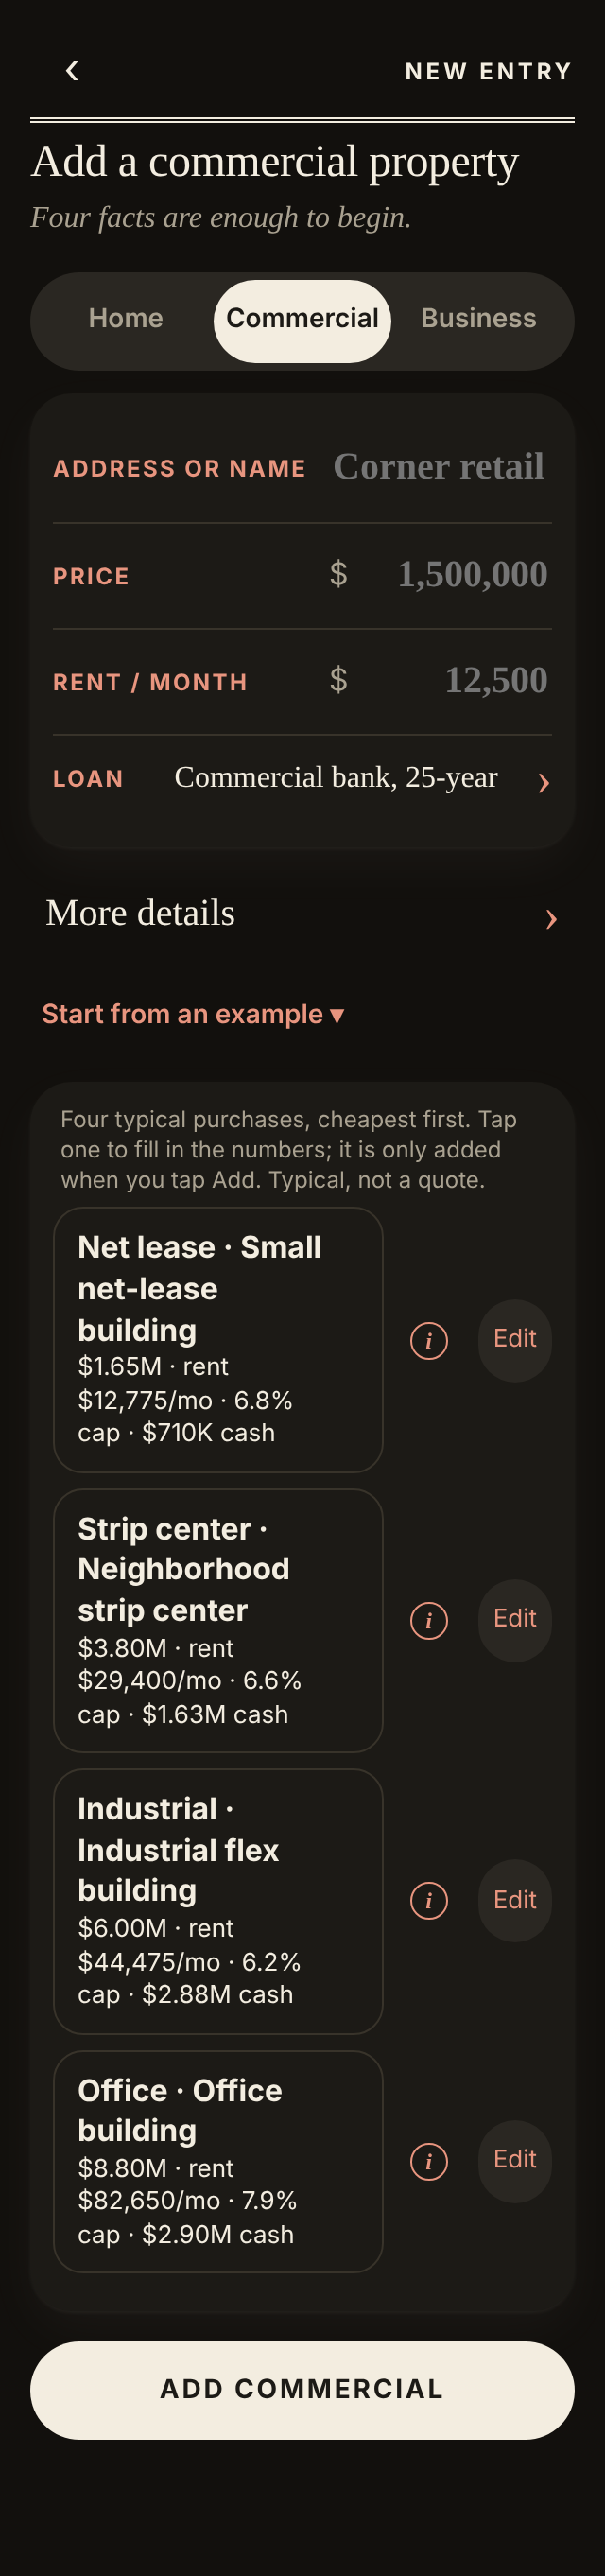 ‹ NEW ENTRY
Add a commercial property
Four facts are enough to begin.
Home Commercial Business
ADDRESS OR NAME Corner retail
PRICE $ 1,500,000
RENT / MONTH $ 12,500
LOAN Commercial bank, 25-year ›
More details ›
Start from an example ▾
Four typical purchases, cheapest first. Tap
one to fill in the numbers; it is only added
when you tap Add. Typical, not a quote.
Net lease · Small
net-lease
building
$1.65M · rent
$12,775/mo · 6.8%
cap · $710K cash
i Edit
Strip center ·
Neighborhood
strip center
$3.80M · rent
$29,400/mo · 6.6%
cap · $1.63M cash
i Edit
Industrial ·
Industrial flex
building
$6.00M · rent
$44,475/mo · 6.2%
cap · $2.88M cash
i Edit
Office · Office
building
$8.80M · rent
$82,650/mo · 7.9%
cap · $2.90M cash
i Edit
ADD COMMERCIAL